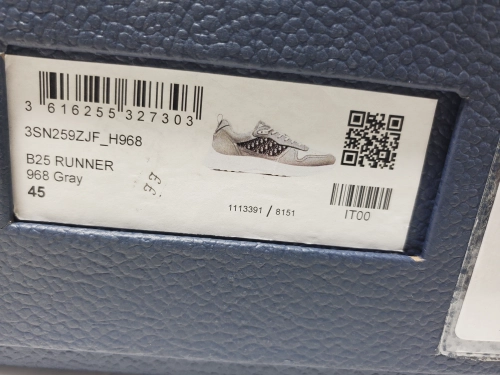 3 616255 327303
3SN259ZJF_H968
B25 RUNNER
968 Gray
45
1113391 / 8151
IT00